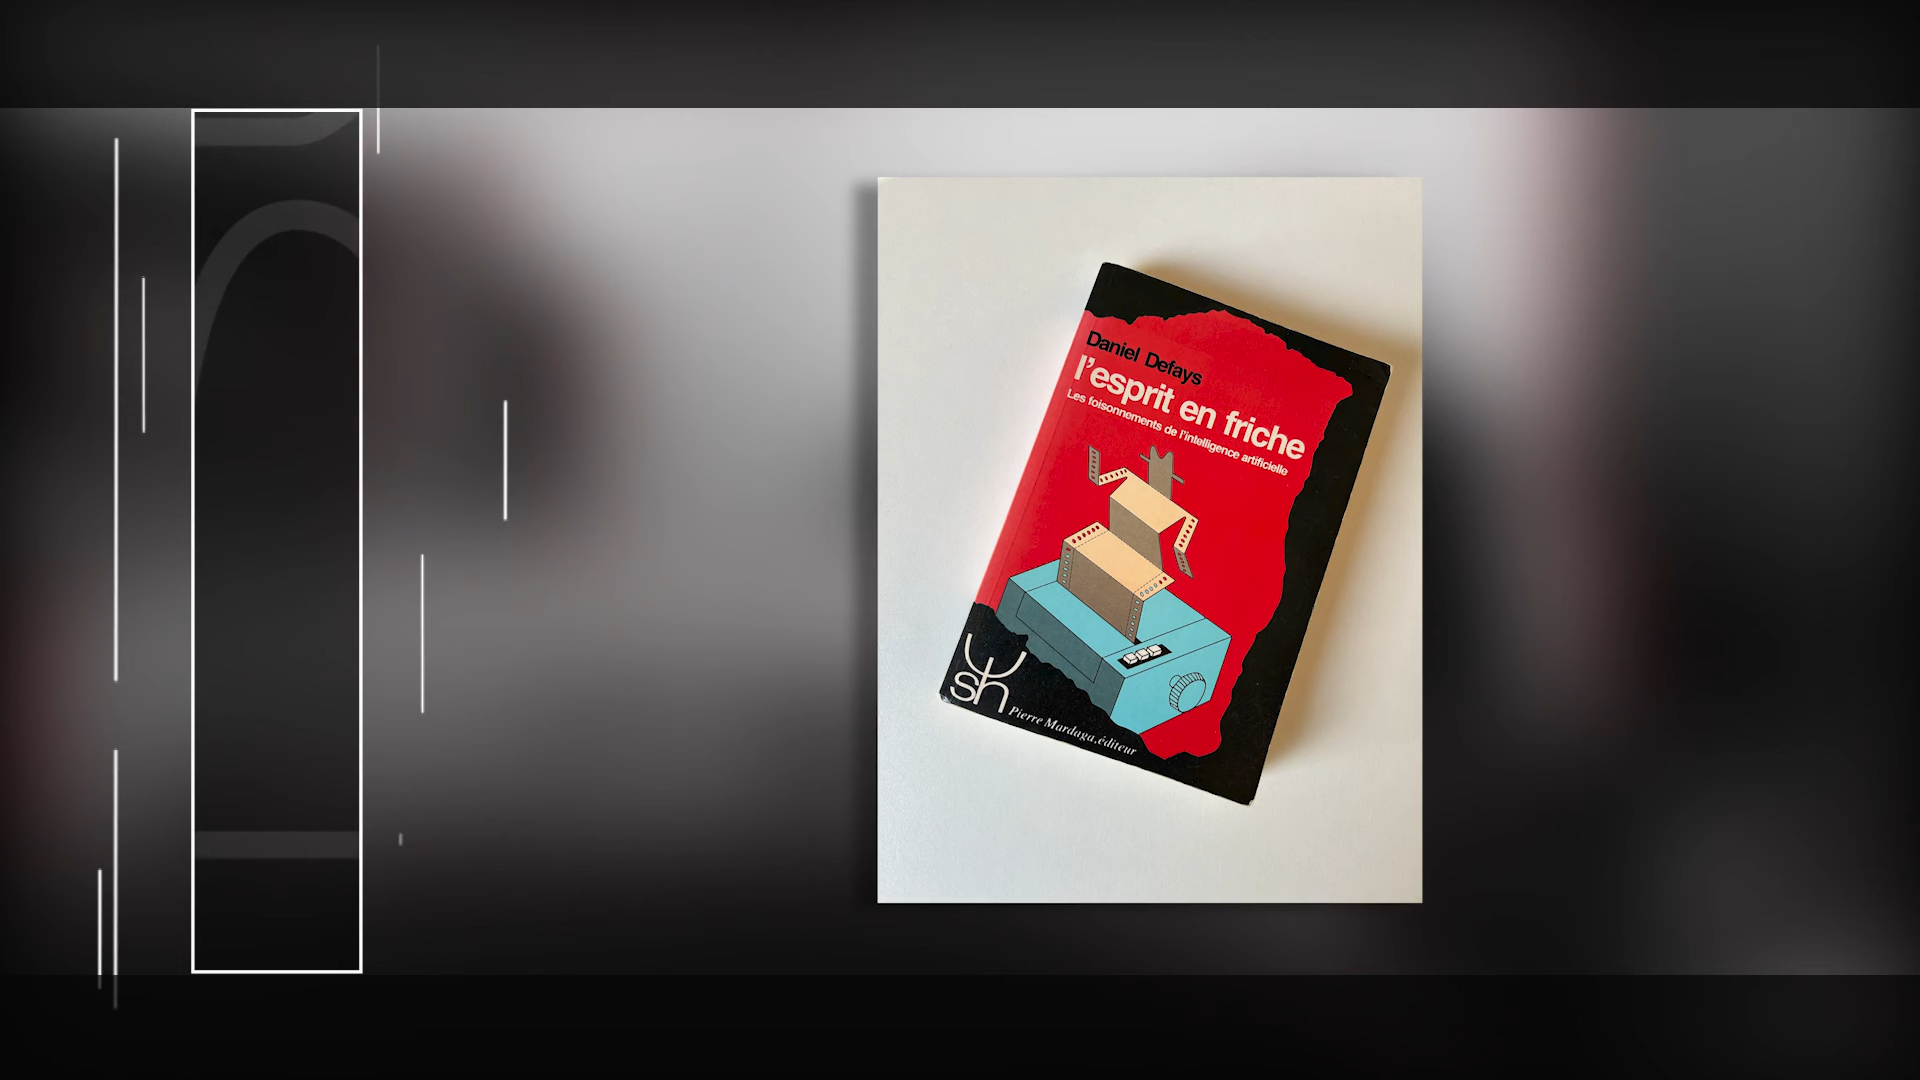 Daniel Defays
l'esprit en friche
Les foisonnements de l'intelligence artificielle
ψ
sh
Pierre Mardaga, éditeur